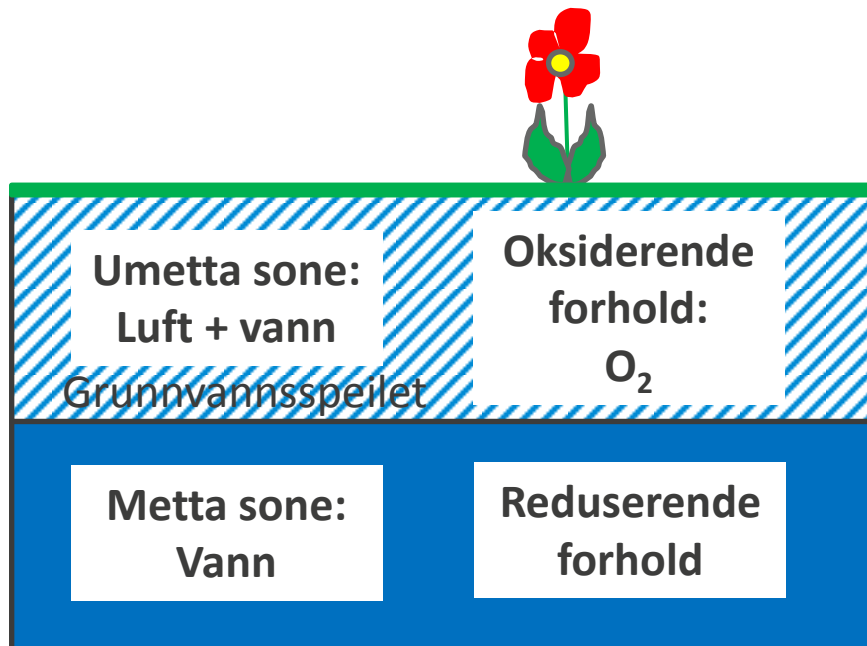 Umetta sone:
Luft + vann
Oksiderende
forhold:
O₂
Grunnvannsspeilet
Metta sone:
Vann
Reduserende
forhold